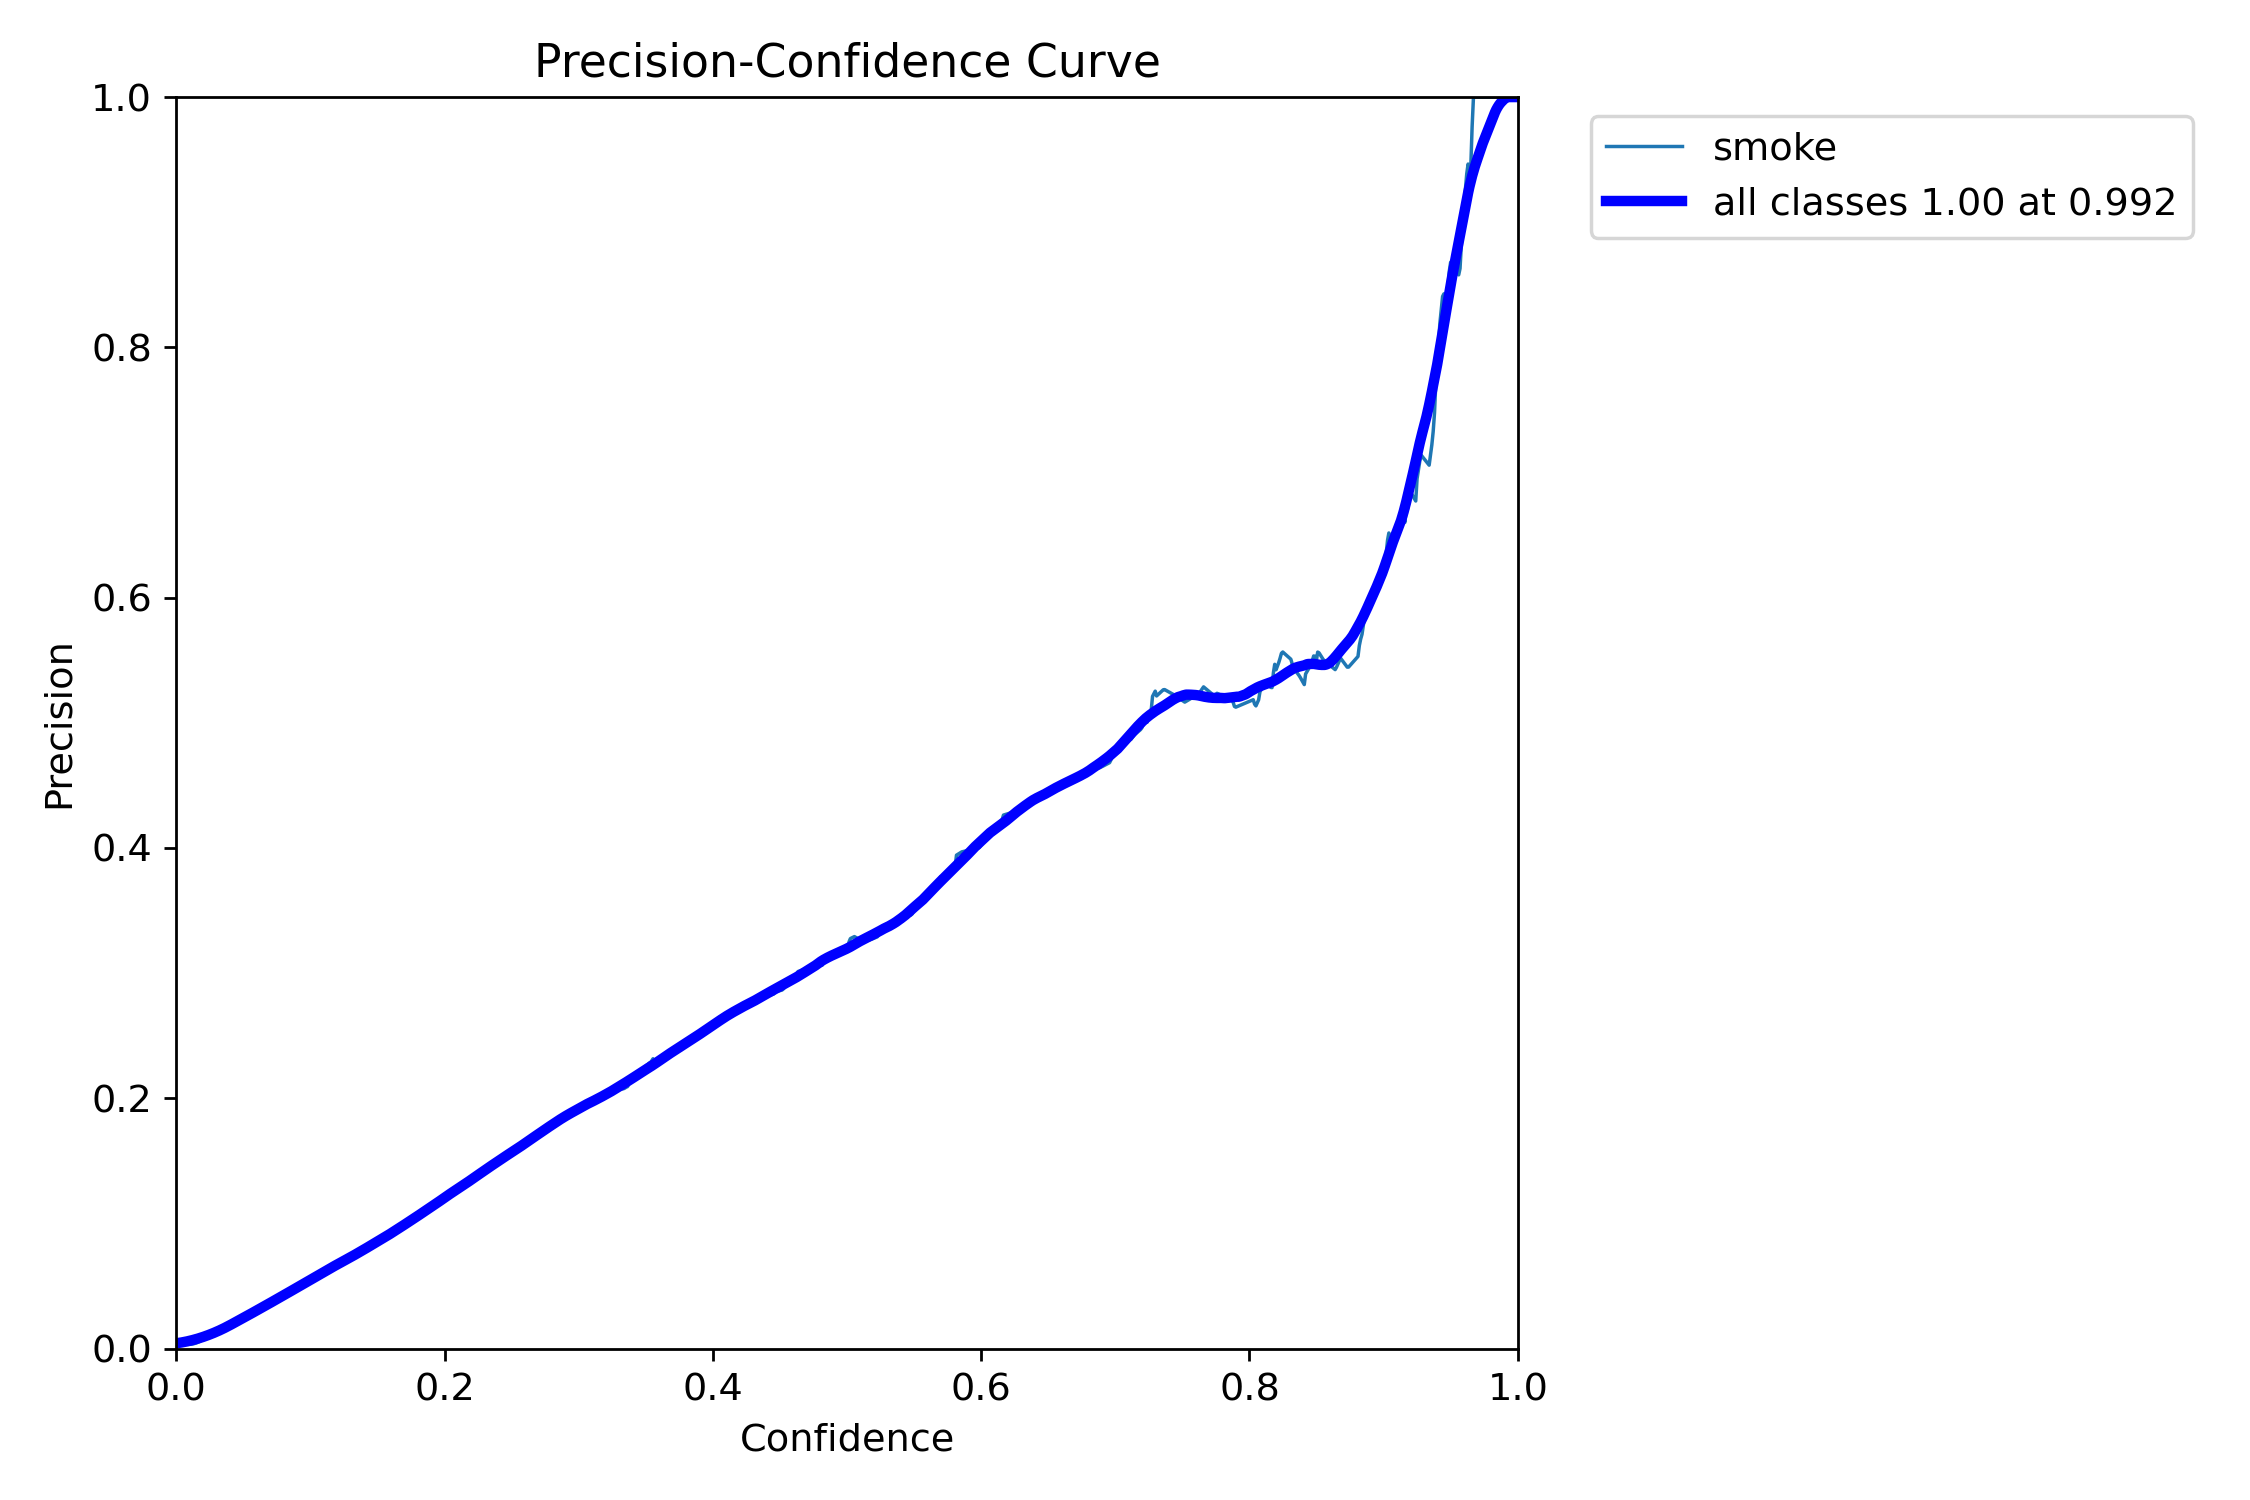 Precision-Confidence Curve
1.0
0.8
0.6
0.4
0.2
0.0
Precision
0.0 0.2 0.4 0.6 0.8 1.0
Confidence
smoke
all classes 1.00 at 0.992